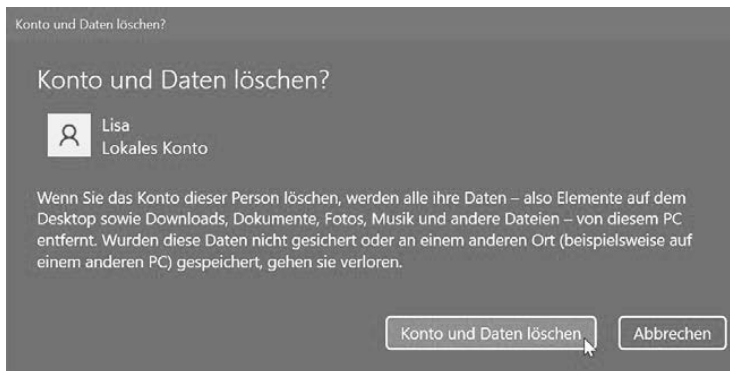 Konto und Daten löschen?
Konto und Daten löschen?
Lisa
Lokales Konto
Wenn Sie das Konto dieser Person löschen, werden alle ihre Daten – also Elemente auf dem
Desktop sowie Downloads, Dokumente, Fotos, Musik und andere Dateien – von diesem PC
entfernt. Wurden diese Daten nicht gesichert oder an einem anderen Ort (beispielsweise auf
einem anderen PC) gespeichert, gehen sie verloren.
Konto und Daten löschen
Abbrechen